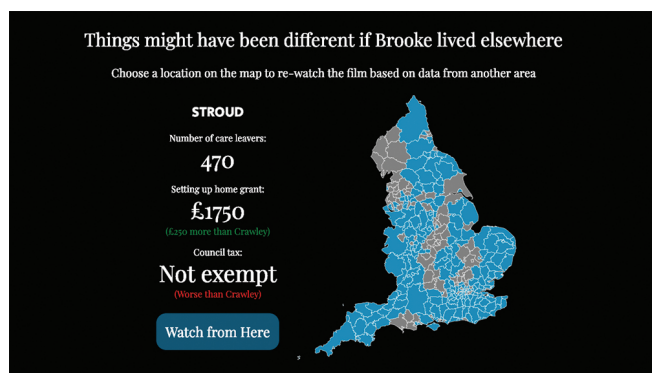 Things might have been different if Brooke lived elsewhere
Choose a location on the map to re-watch the film based on data from another area
STROUD
Number of care leavers:
470
Setting up home grant:
£1750
(£250 more than Crawley)
Council tax:
Not exempt
(Worse than Crawley)
Watch from Here